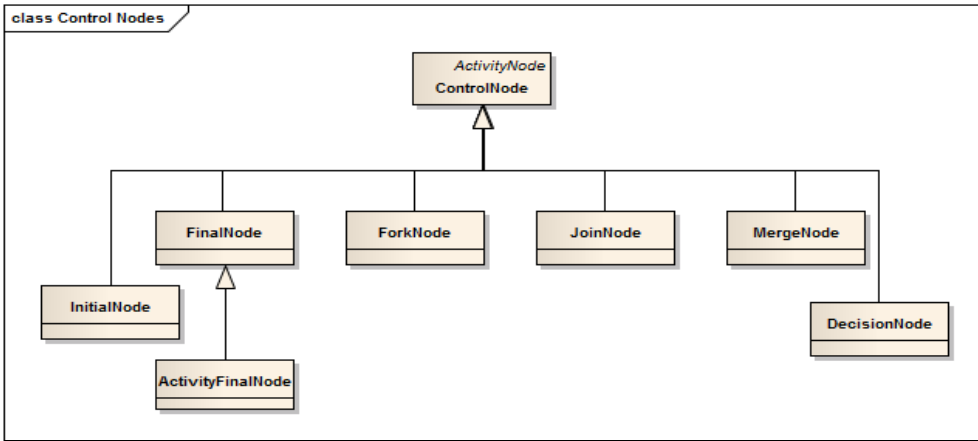 class Control Nodes
ActivityNode
ControlNode
FinalNode
ForkNode
JoinNode
MergeNode
InitialNode
DecisionNode
ActivityFinalNode